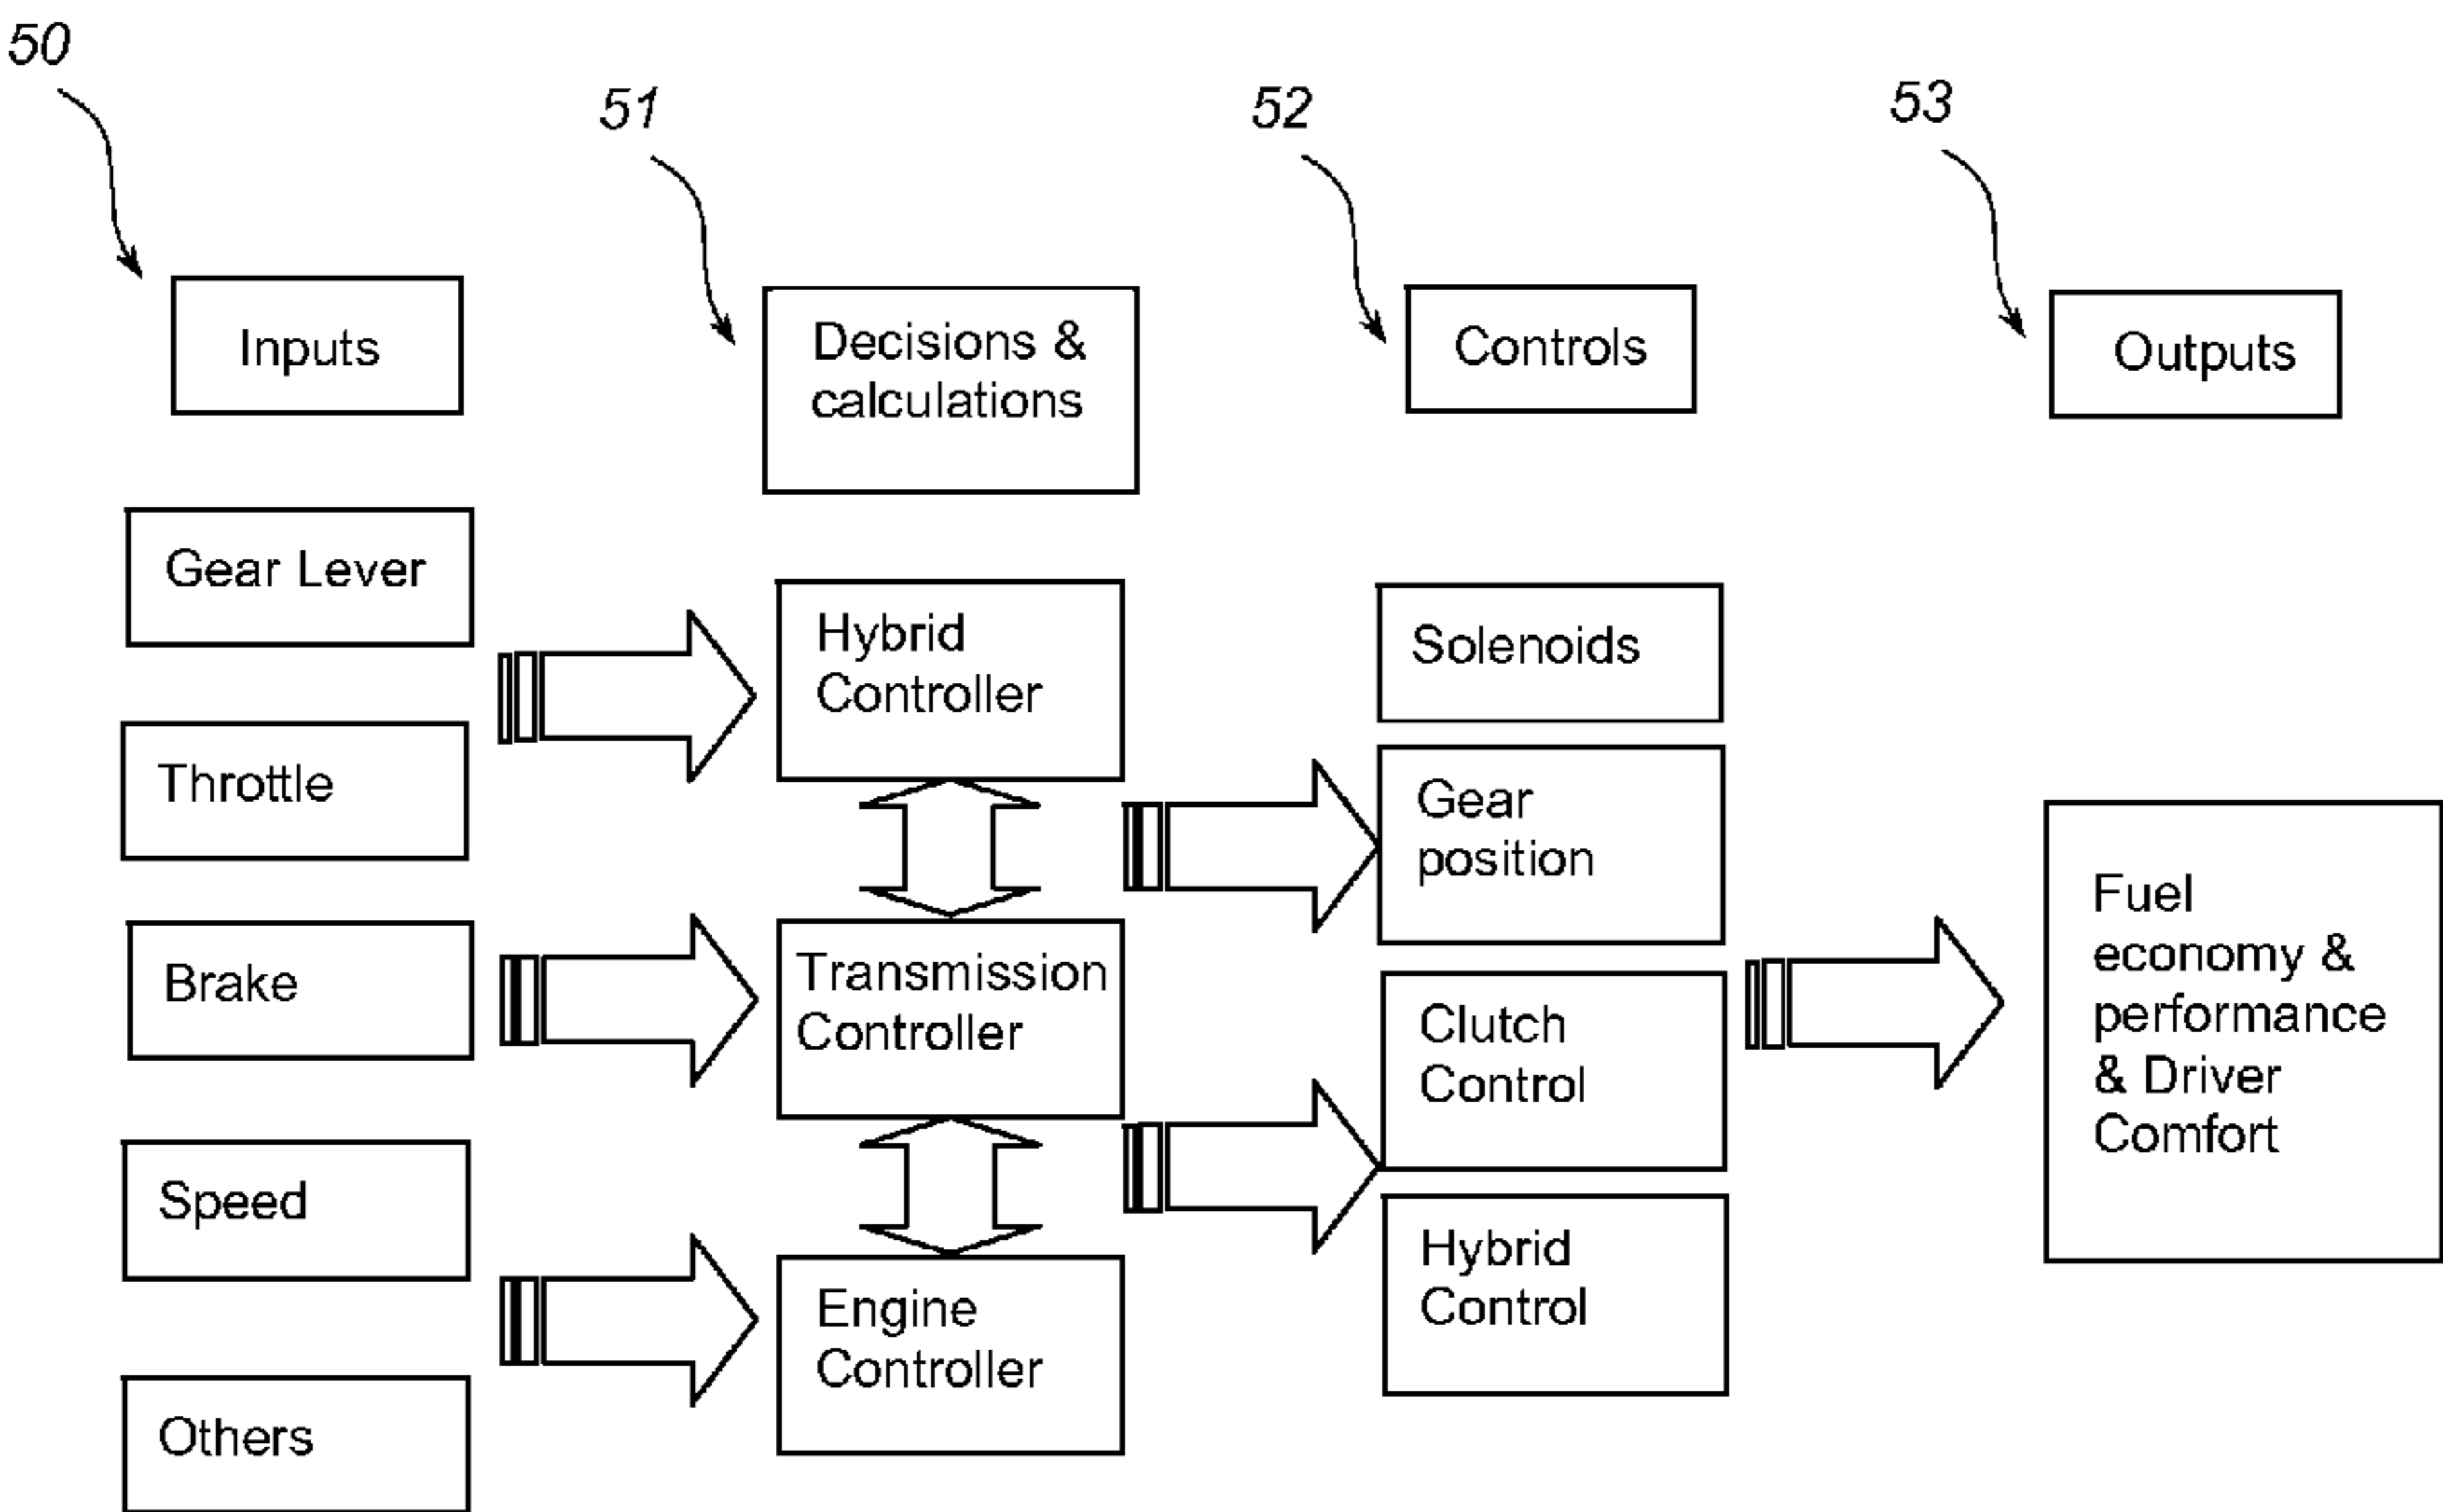 50
51
52
53
Inputs
Decisions &
calculations
Controls
Outputs
Gear Lever
Throttle
Brake
Speed
Others
Hybrid
Controller
Transmission
Controller
Engine
Controller
Solenoids
Gear
position
Clutch
Control
Hybrid
Control
Fuel
economy &
performance
& Driver
Comfort